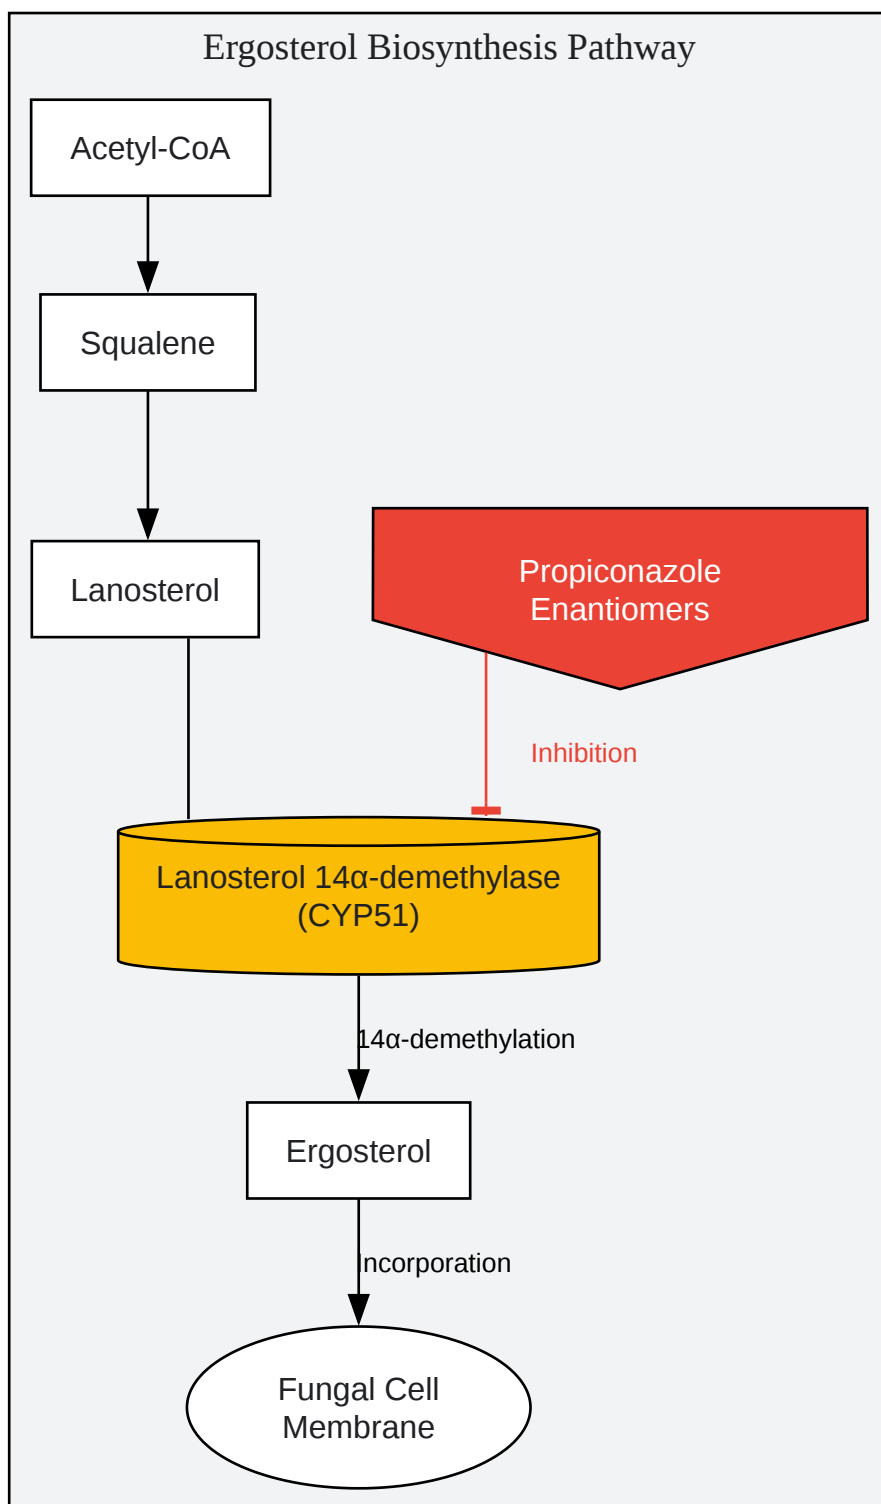 Ergosterol Biosynthesis Pathway
Acetyl-CoA
Squalene
Lanosterol
Propiconazole
Enantiomers
Inhibition
Lanosterol 14α-demethylase
(CYP51)
14α-demethylation
Ergosterol
Incorporation
Fungal Cell
Membrane